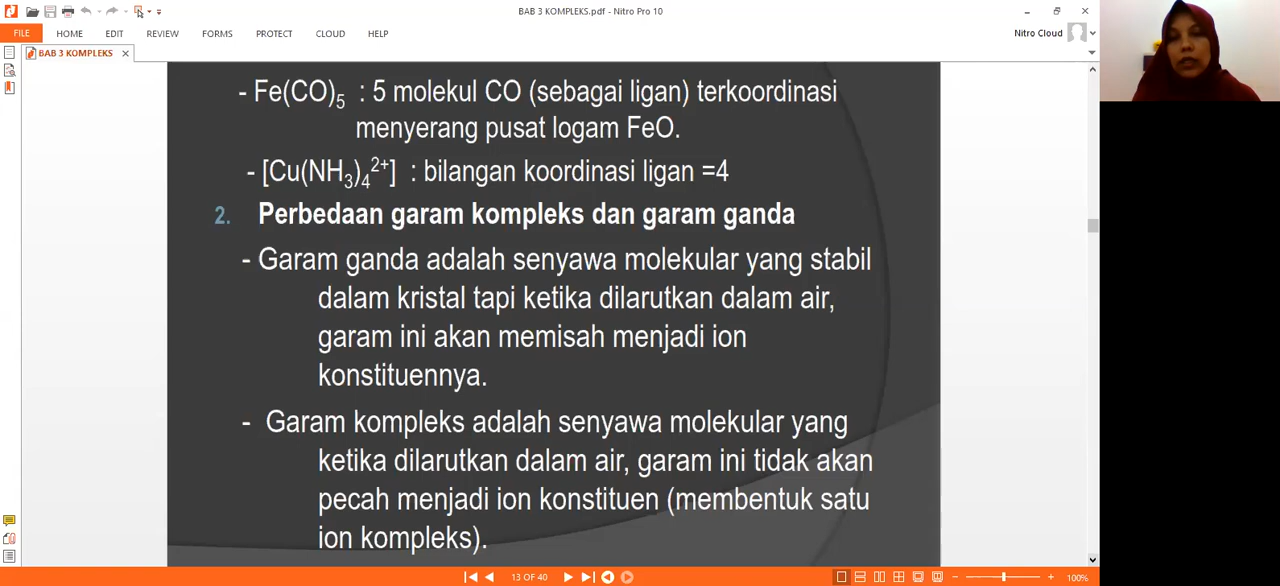 BAB 3 KOMPLEKS.pdf - Nitro Pro 10
FILE HOME EDIT REVIEW FORMS PROTECT CLOUD HELP
Nitro Cloud
BAB 3 KOMPLEKS
- Fe(CO)5 : 5 molekul CO (sebagai ligan) terkoordinasi
menyerang pusat logam FeO.
- [Cu(NH3)4 2+] : bilangan koordinasi ligan =4
2. Perbedaan garam kompleks dan garam ganda
- Garam ganda adalah senyawa molekular yang stabil
dalam kristal tapi ketika dilarutkan dalam air,
garam ini akan memisah menjadi ion
konstituennya.
- Garam kompleks adalah senyawa molekular yang
ketika dilarutkan dalam air, garam ini tidak akan
pecah menjadi ion konstituen (membentuk satu
ion kompleks).
13 OF 40
100%